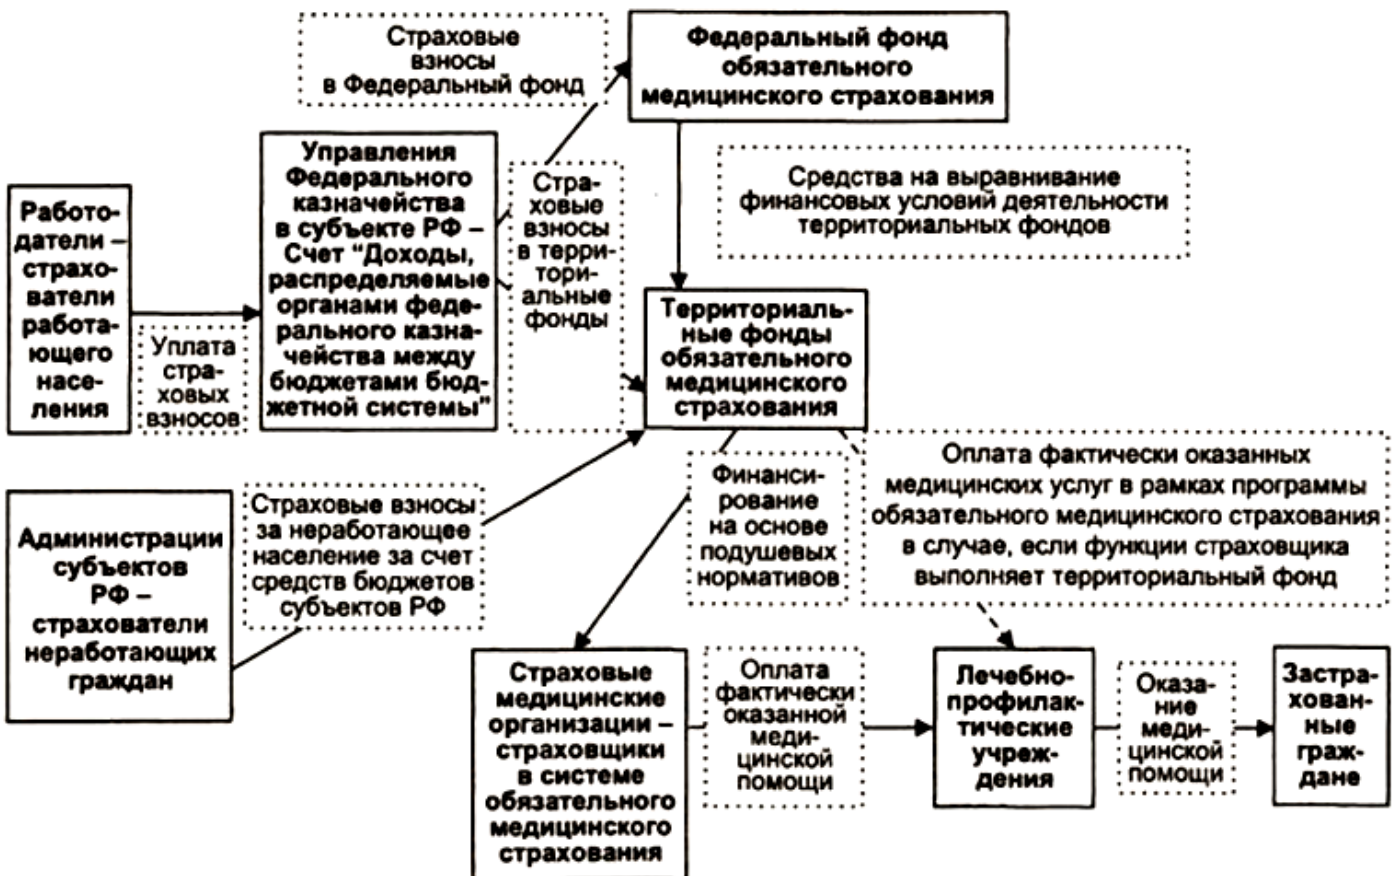 Страховые
взносы
в Федеральный фонд
Федеральный фонд
обязательного
медицинского страхования
Управления
Федерального
казначейства
в субъекте РФ –
Счет “Доходы,
распределяемые
органами феде-
рального казна-
чейства между
бюджетами бюд-
жетной системы”
Стра-
ховые
взносы
в терри-
тори-
альные
фонды
Средства на выравнивание
финансовых условий деятельности
территориальных фондов
Работо-
датели –
страхо-
ватели
работа-
ющего
насе-
ления
Уплата
стра-
ховых
взносов
Территориаль-
ные фонды
обязательного
медицинского
страхования
Администрации
субъектов
РФ –
страхователи
неработающих
граждан
Страховые взносы
за неработающее
население за счет
средств бюджетов
субъектов РФ
Финанси-
рование
на основе
подушевых
нормативов
Оплата фактически оказанных
медицинских услуг в рамках программы
обязательного медицинского страхования
в случае, если функции страховщика
выполняет территориальный фонд
Страховые
медицинские
организации –
страховщики
в системе
обязательного
медицинского
страхования
Оплата
фактически
оказанной
меди-
цинской
помощи
Лечебно-
профилак-
тические
учреж-
дения
Оказа-
ние
меди-
цинской
помощи
Застра-
хован-
ные
граж-
дане